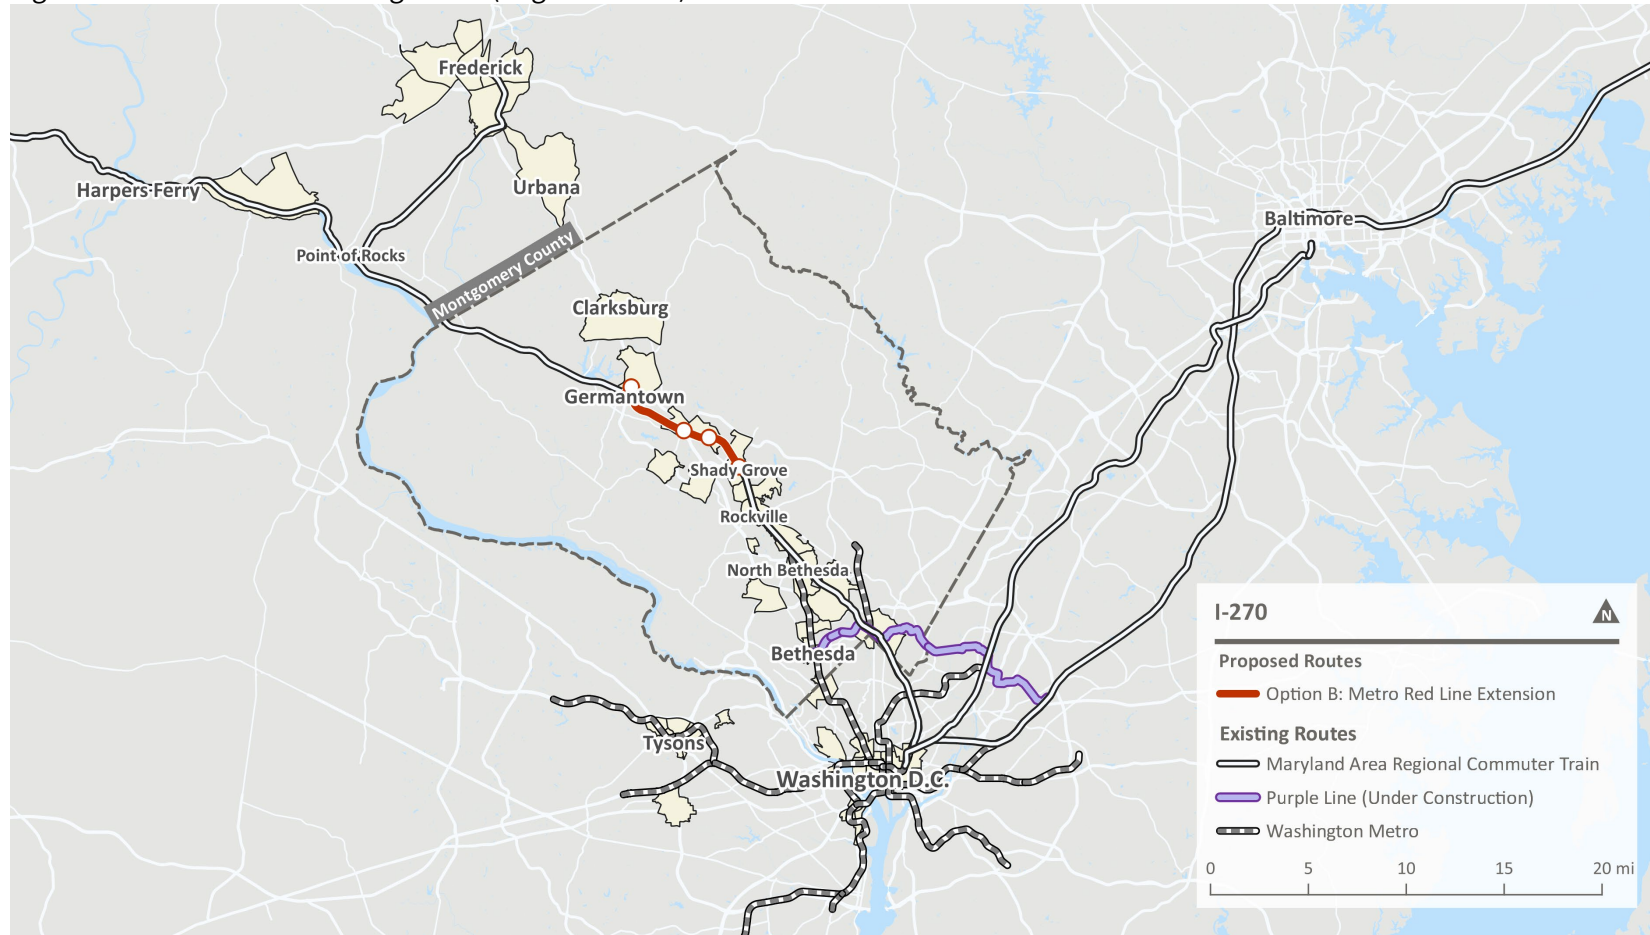 Frederick
Harpers Ferry
Urbana
Point of Rocks
Montgomery County
Baltimore
Clarksburg
Germantown
Shady Grove
Rockville
North Bethesda
Bethesda
Tysons
Washington D.C.
I-270
N
Proposed Routes
Option B: Metro Red Line Extension
Existing Routes
Maryland Area Regional Commuter Train
Purple Line (Under Construction)
Washington Metro
0 5 10 15 20 mi